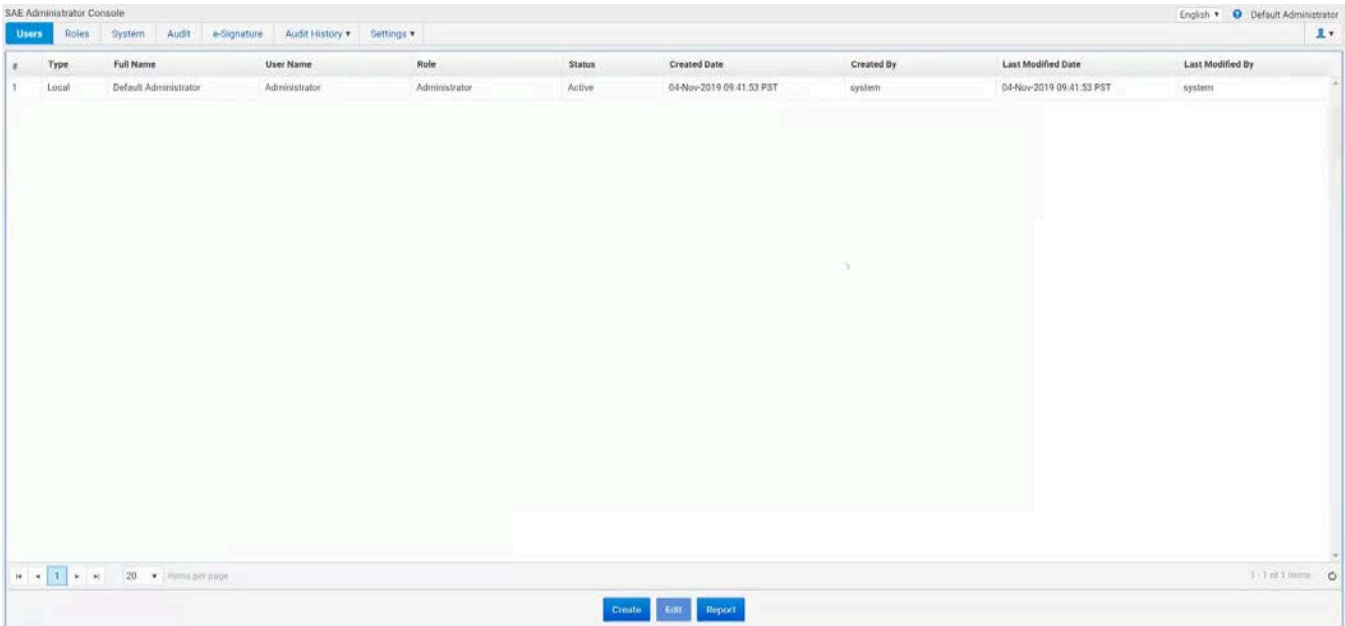 SAE Administrator Console English Default Administrator
Users Roles System Audit e-Signature Audit History Settings
# Type Full Name User Name Role Status Created Date Created By Last Modified Date Last Modified By
1 Local Default Administrator Administrator Administrator Active 04-Nov-2019 09:41:53 PST system 04-Nov-2019 09:41:53 PST system
1 20 items per page 1 - 1 of 1 items
Create Edit Report